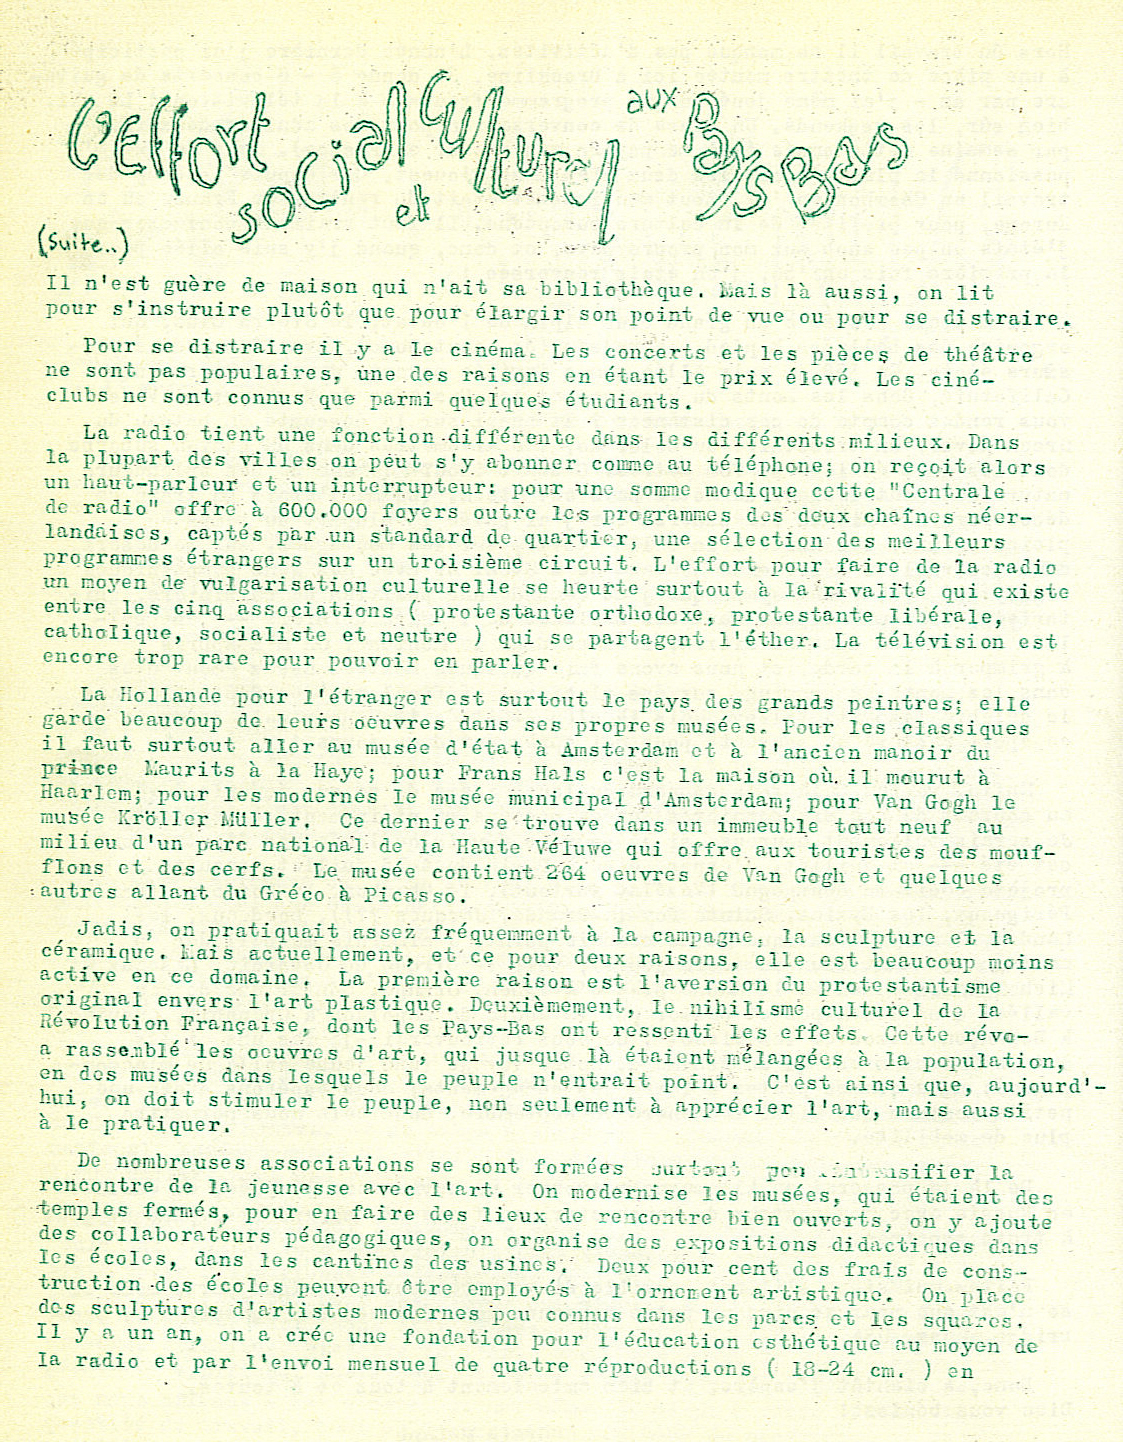 L'Effort social et Culturel aux Pays Bas
(suite..)
Il n'est guère de maison qui n'ait sa bibliothèque. Mais là aussi, on lit
pour s'instruire plutôt que pour élargir son point de vue ou pour se distraire.
Pour se distraire il y a le cinéma. Les concerts et les pièces de théâtre
ne sont pas populaires, une des raisons en étant le prix élevé. Les ciné-
clubs ne sont connus que parmi quelques étudiants.
La radio tient une fonction différente dans les différents milieux. Dans
la plupart des villes on peut s'y abonner comme au téléphone; on reçoit alors
un haut-parleur et un interrupteur: pour une somme modique cette "Centrale
de radio" offre à 600.000 foyers outre les programmes des deux chaînes néer-
landaises, captés par un standard de quartier, une sélection des meilleurs
programmes étrangers sur un troisième circuit. L'effort pour faire de la radio
un moyen de vulgarisation culturelle se heurte surtout à la rivalité qui existe
entre les cinq associations ( protestante orthodoxe, protestante libérale,
catholique, socialiste et neutre ) qui se partagent l'éther. La télévision est
encore trop rare pour pouvoir en parler.
La Hollande pour l'étranger est surtout le pays des grands peintres; elle
garde beaucoup de leurs oeuvres dans ses propres musées. Pour les classiques
il faut surtout aller au musée d'état à Amsterdam et à l'ancien manoir du
prince Maurits à la Haye; pour Frans Hals c'est la maison où il mourut à
Haarlem; pour les modernes le musée municipal d'Amsterdam; pour Van Gogh le
musée Kröller Müller. Ce dernier se trouve dans un immeuble tout neuf au
milieu d'un parc national de la Haute Véluwe qui offre aux touristes des mouf-
flons et des cerfs. Le musée contient 264 oeuvres de Van Gogh et quelques
autres allant du Gréco à Picasso.
Jadis, on pratiquait assez fréquemment à la campagne, la sculpture et la
céramique. Mais actuellement, et ce pour deux raisons, elle est beaucoup moins
active en ce domaine. La première raison est l'aversion du protestantisme
original envers l'art plastique. Deuxièmement, le nihilisme culturel de la
Révolution Française, dont les Pays-Bas ont ressenti les effets. Cette révo-
a rassemblé les oeuvres d'art, qui jusque là étaient mélangées à la population,
en des musées dans lesquels le peuple n'entrait point. C'est ainsi que, aujourd'-
hui, on doit stimuler le peuple, non seulement à apprécier l'art, mais aussi
à le pratiquer.
De nombreuses associations se sont formées surtout pou intensifier la
rencontre de la jeunesse avec l'art. On modernise les musées, qui étaient des
temples fermés, pour en faire des lieux de rencontre bien ouverts, on y ajoute
des collaborateurs pédagogiques, on organise des expositions didactiques dans
les écoles, dans les cantines des usines. Deux pour cent des frais de cons-
truction des écoles peuvent être employés à l'ornement artistique. On place
des sculptures d'artistes modernes peu connus dans les parcs et les squares.
Il y a un an, on a créé une fondation pour l'éducation esthétique au moyen de
la radio et par l'envoi mensuel de quatre réproductions ( 18-24 cm. ) en